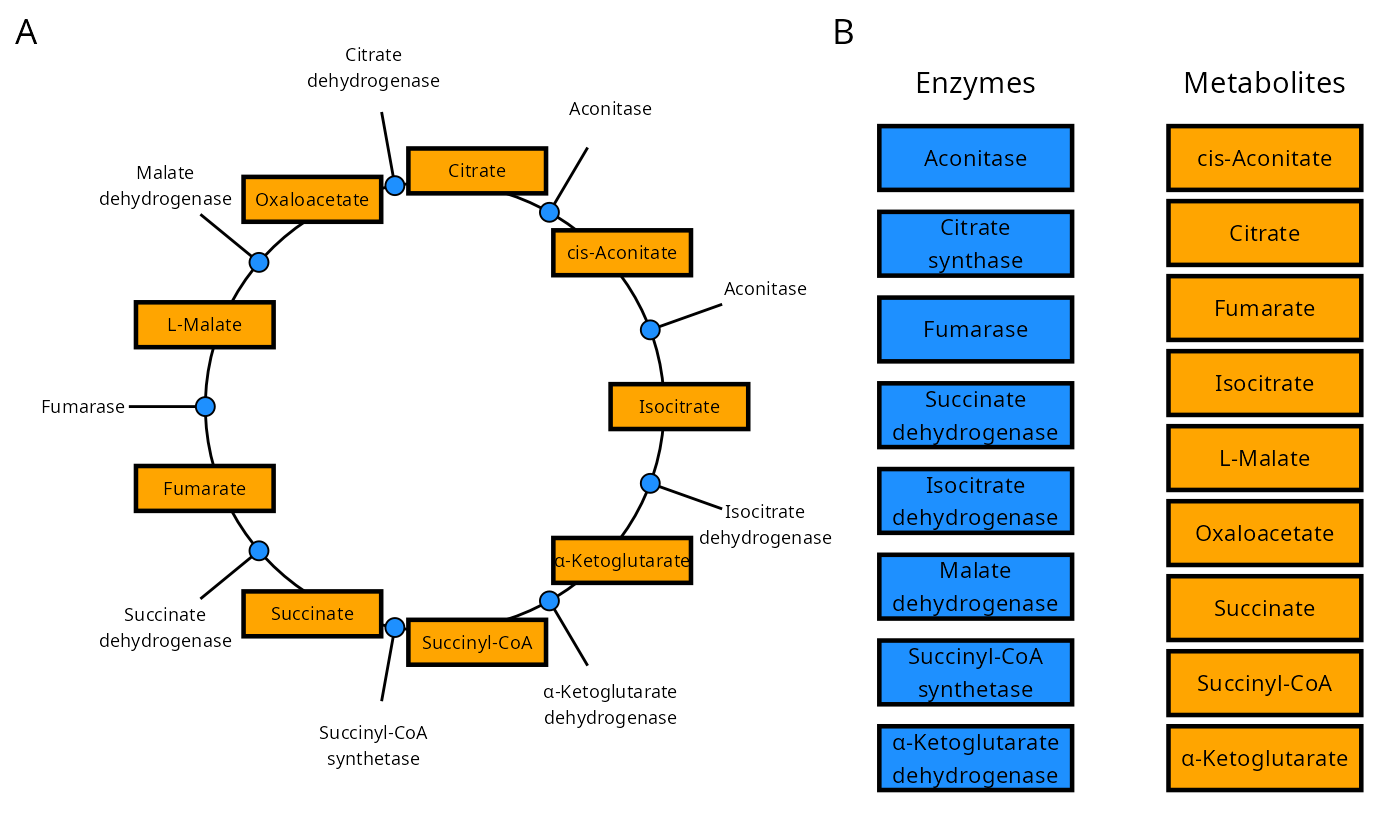 A
Citrate
dehydrogenase
Aconitase
Malate
dehydrogenase
Citrate
Oxaloacetate
cis-Aconitate
Aconitase
L-Malate
Fumarase
Isocitrate
Fumarate
Isocitrate
dehydrogenase
α-Ketoglutarate
Succinate
dehydrogenase
Succinate
Succinyl-CoA
α-Ketoglutarate
dehydrogenase
Succinyl-CoA
synthetase
B
Enzymes
Aconitase
Citrate
synthase
Fumarase
Succinate
dehydrogenase
Isocitrate
dehydrogenase
Malate
dehydrogenase
Succinyl-CoA
synthetase
α-Ketoglutarate
dehydrogenase
Metabolites
cis-Aconitate
Citrate
Fumarate
Isocitrate
L-Malate
Oxaloacetate
Succinate
Succinyl-CoA
α-Ketoglutarate